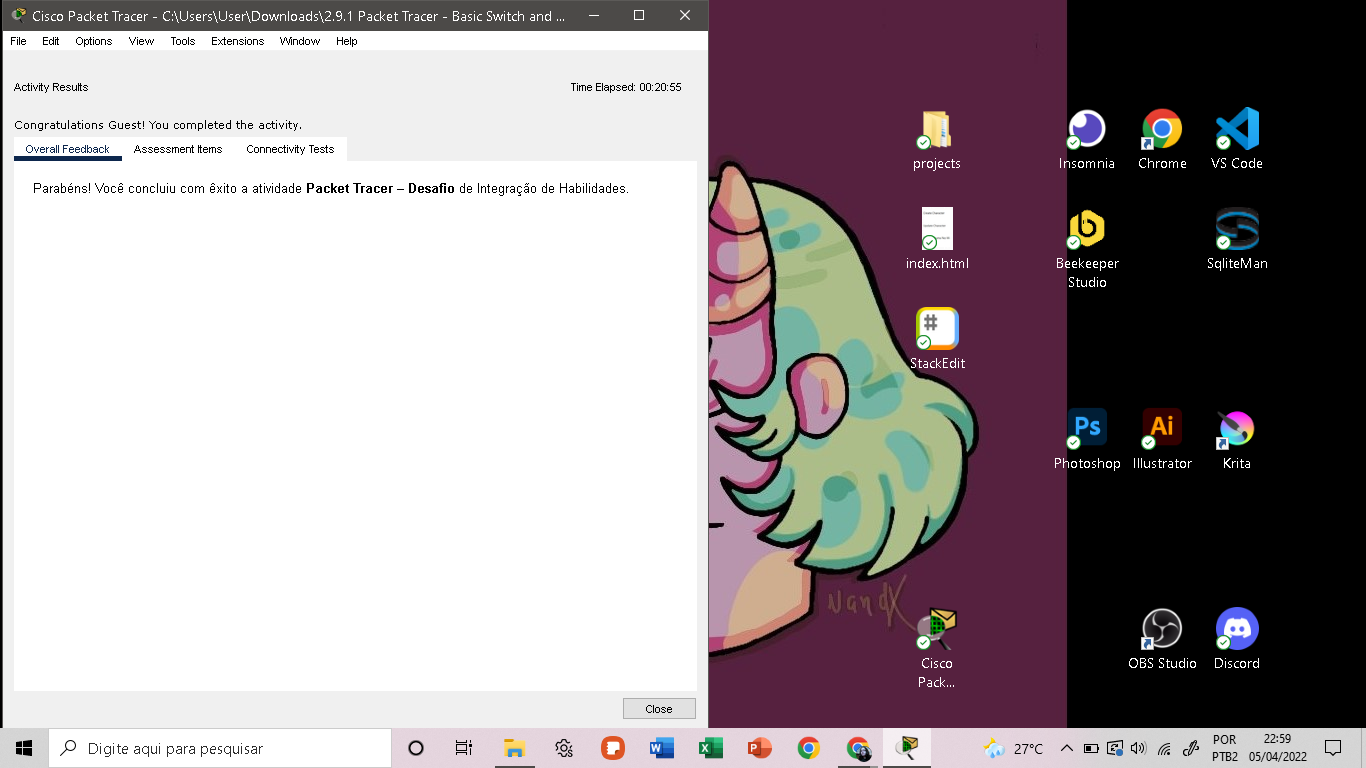 Cisco Packet Tracer - C:\Users\User\Downloads\2.9.1 Packet Tracer - Basic Switch and ...
File Edit Options View Tools Extensions Window Help
Activity Results
Time Elapsed: 00:20:55
Congratulations Guest! You completed the activity.
Overall Feedback Assessment Items Connectivity Tests
Parabéns! Você concluiu com êxito a atividade Packet Tracer – Desafio de Integração de Habilidades.
Close
projects
Insomnia
Chrome
VS Code
index.html
Beekeeper
Studio
SqliteMan
#
StackEdit
Ps
Ai
Photoshop
Illustrator
Krita
NandK
Cisco
Pack...
OBS Studio
Discord
Digite aqui para pesquisar
27°C
POR
PTB2
22:59
05/04/2022